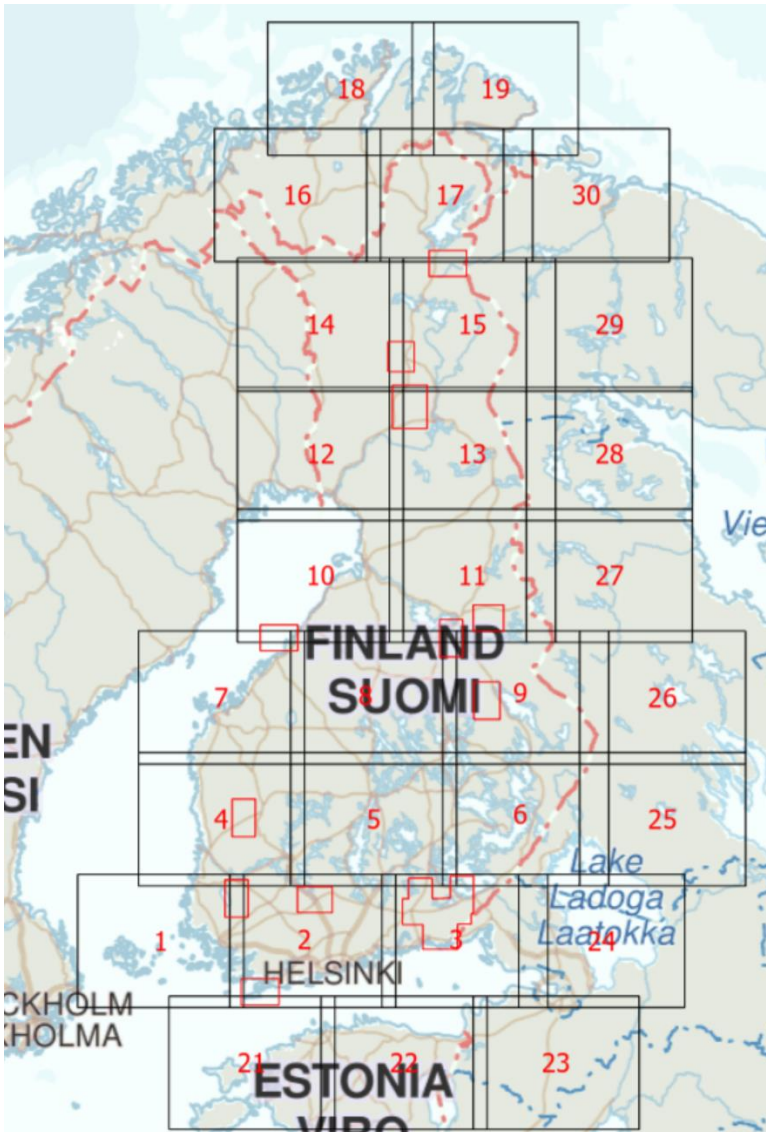 18
19
16
17
30
14
15
29
12
13
28
Vie
10
11
27
FINLAND
7
8
9
26
SUOMI
EN
SI
4
5
6
25
Lake
Ladoga
1
2
3
24
Laatokka
HELSINKI
CKHOLM
KHOLMA
21
22
23
ESTONIA
VIRO